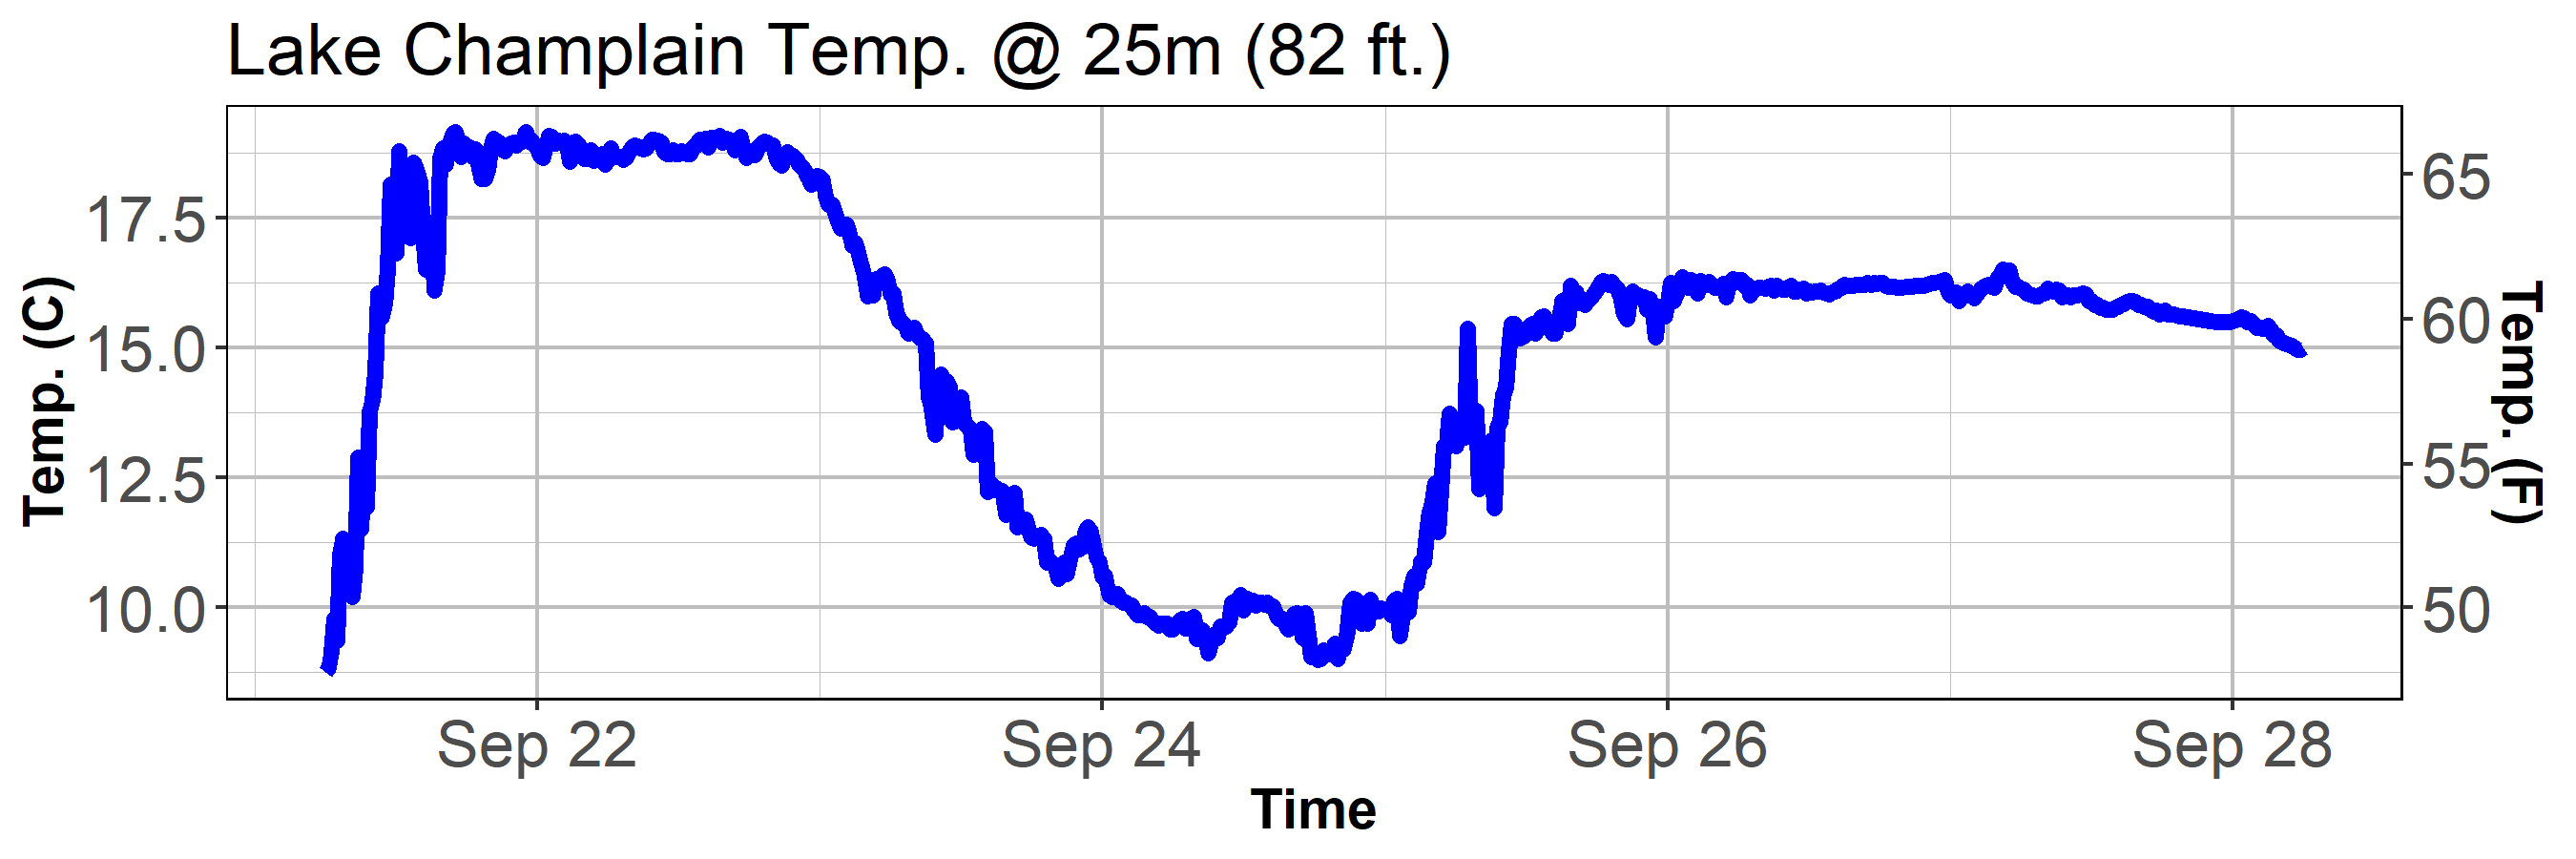 Lake Champlain Temp. @ 25m (82 ft.)
Temp. (C)
17.5
15.0
12.5
10.0
65
60
55
50
Temp. (F)
Sep 22
Sep 24
Sep 26
Sep 28
Time